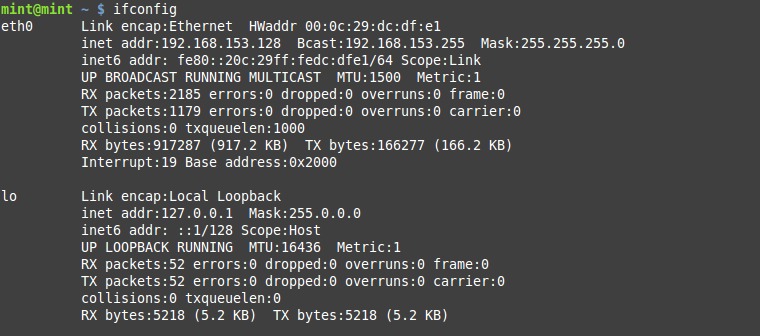 mint@mint ~ $ ifconfig
eth0 Link encap:Ethernet HWaddr 00:0c:29:dc:df:e1
inet addr:192.168.153.128 Bcast:192.168.153.255 Mask:255.255.255.0
inet6 addr: fe80::20c:29ff:fedc:dfe1/64 Scope:Link
UP BROADCAST RUNNING MULTICAST MTU:1500 Metric:1
RX packets:2185 errors:0 dropped:0 overruns:0 frame:0
TX packets:1179 errors:0 dropped:0 overruns:0 carrier:0
collisions:0 txqueuelen:1000
RX bytes:917287 (917.2 KB) TX bytes:166277 (166.2 KB)
Interrupt:19 Base address:0x2000
lo Link encap:Local Loopback
inet addr:127.0.0.1 Mask:255.0.0.0
inet6 addr: ::1/128 Scope:Host
UP LOOPBACK RUNNING MTU:16436 Metric:1
RX packets:52 errors:0 dropped:0 overruns:0 frame:0
TX packets:52 errors:0 dropped:0 overruns:0 carrier:0
collisions:0 txqueuelen:0
RX bytes:5218 (5.2 KB) TX bytes:5218 (5.2 KB)